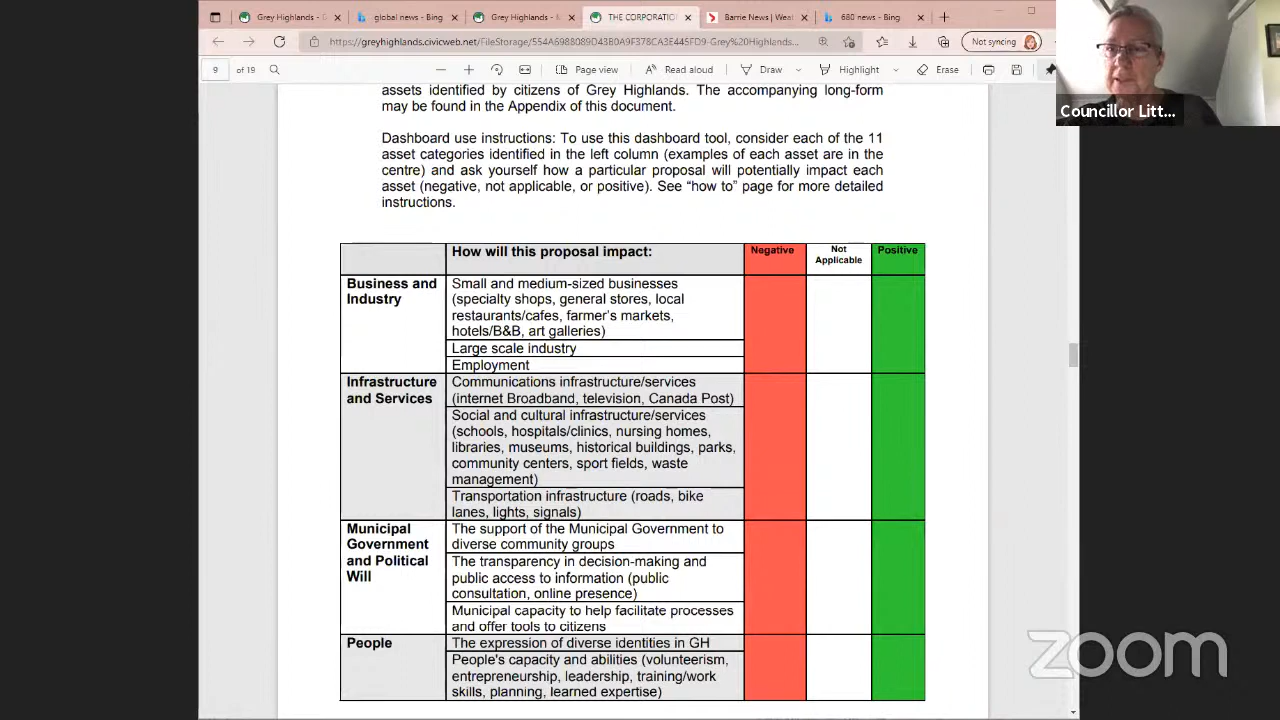 Grey Highlands - G
global news - Bing
Grey Highlands -
THE CORPORATION
Barrie News | Weat
680 news - Bing
https://greyhighlands.civicweb.net/FileStorage/554A6988089D43B0A9F378CA3E445FD9-Grey%20Highlands...
Not syncing
9 of 19
Page view
Read aloud
Draw
Highlight
Erase
Councillor Litt...
assets identified by citizens of Grey Highlands. The accompanying long-form
may be found in the Appendix of this document.
Dashboard use instructions: To use this dashboard tool, consider each of the 11
asset categories identified in the left column (examples of each asset are in the
centre) and ask yourself how a particular proposal will potentially impact each
asset (negative, not applicable, or positive). See “how to” page for more detailed
instructions.
How will this proposal impact:
Negative
Not
Applicable
Positive
Business and
Industry
Small and medium-sized businesses
(specialty shops, general stores, local
restaurants/cafes, farmer's markets,
hotels/B&B, art galleries)
Large scale industry
Employment
Infrastructure
and Services
Communications infrastructure/services
(internet Broadband, television, Canada Post)
Social and cultural infrastructure/services
(schools, hospitals/clinics, nursing homes,
libraries, museums, historical buildings, parks,
community centers, sport fields, waste
management)
Transportation infrastructure (roads, bike
lanes, lights, signals)
Municipal
Government
and Political
Will
The support of the Municipal Government to
diverse community groups
The transparency in decision-making and
public access to information (public
consultation, online presence)
Municipal capacity to help facilitate processes
and offer tools to citizens
People
The expression of diverse identities in GH
People's capacity and abilities (volunteerism,
entrepreneurship, leadership, training/work
skills, planning, learned expertise)
zoom